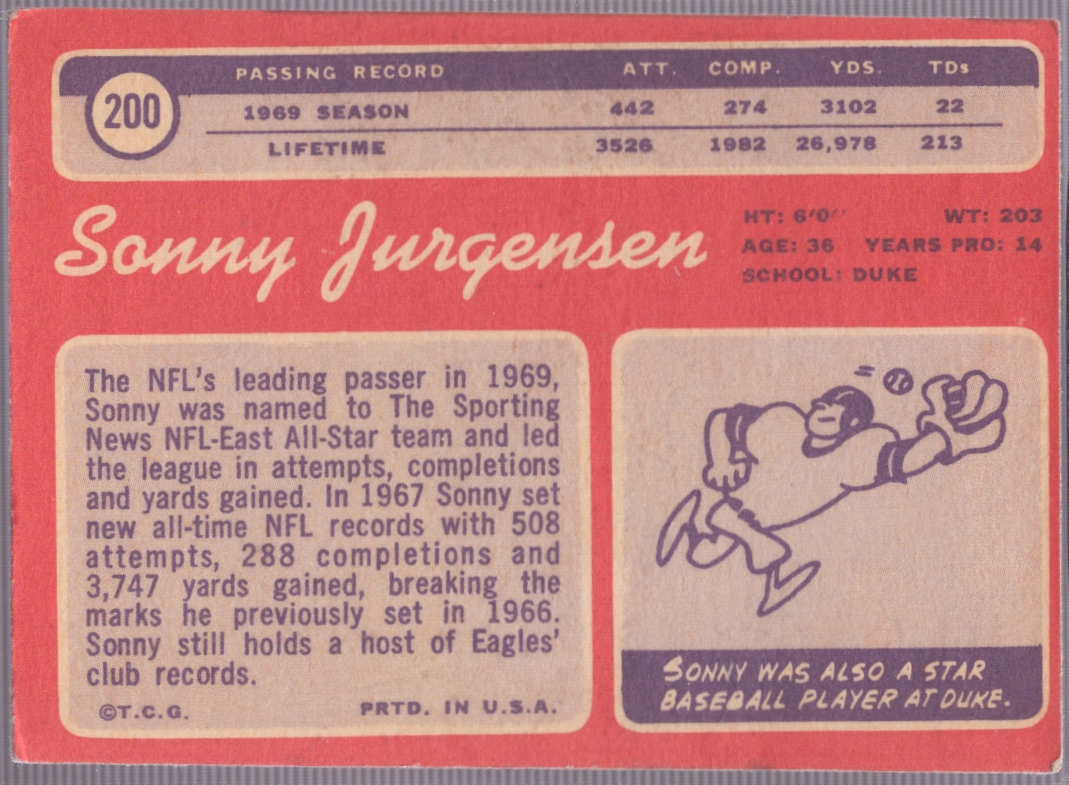 200
PASSING RECORD ATT. COMP. YDS. TDs
1969 SEASON 442 274 3102 22
LIFETIME 3526 1982 26,978 213
Sonny Jurgensen
HT: 6'0" WT: 203
AGE: 36 YEARS PRO: 14
SCHOOL: DUKE
The NFL's leading passer in 1969,
Sonny was named to The Sporting
News NFL-East All-Star team and led
the league in attempts, completions
and yards gained. In 1967 Sonny set
new all-time NFL records with 508
attempts, 288 completions and
3,747 yards gained, breaking the
marks he previously set in 1966.
Sonny still holds a host of Eagles'
club records.
©T.C.G. PRTD. IN U.S.A.
SONNY WAS ALSO A STAR
BASEBALL PLAYER AT DUKE.